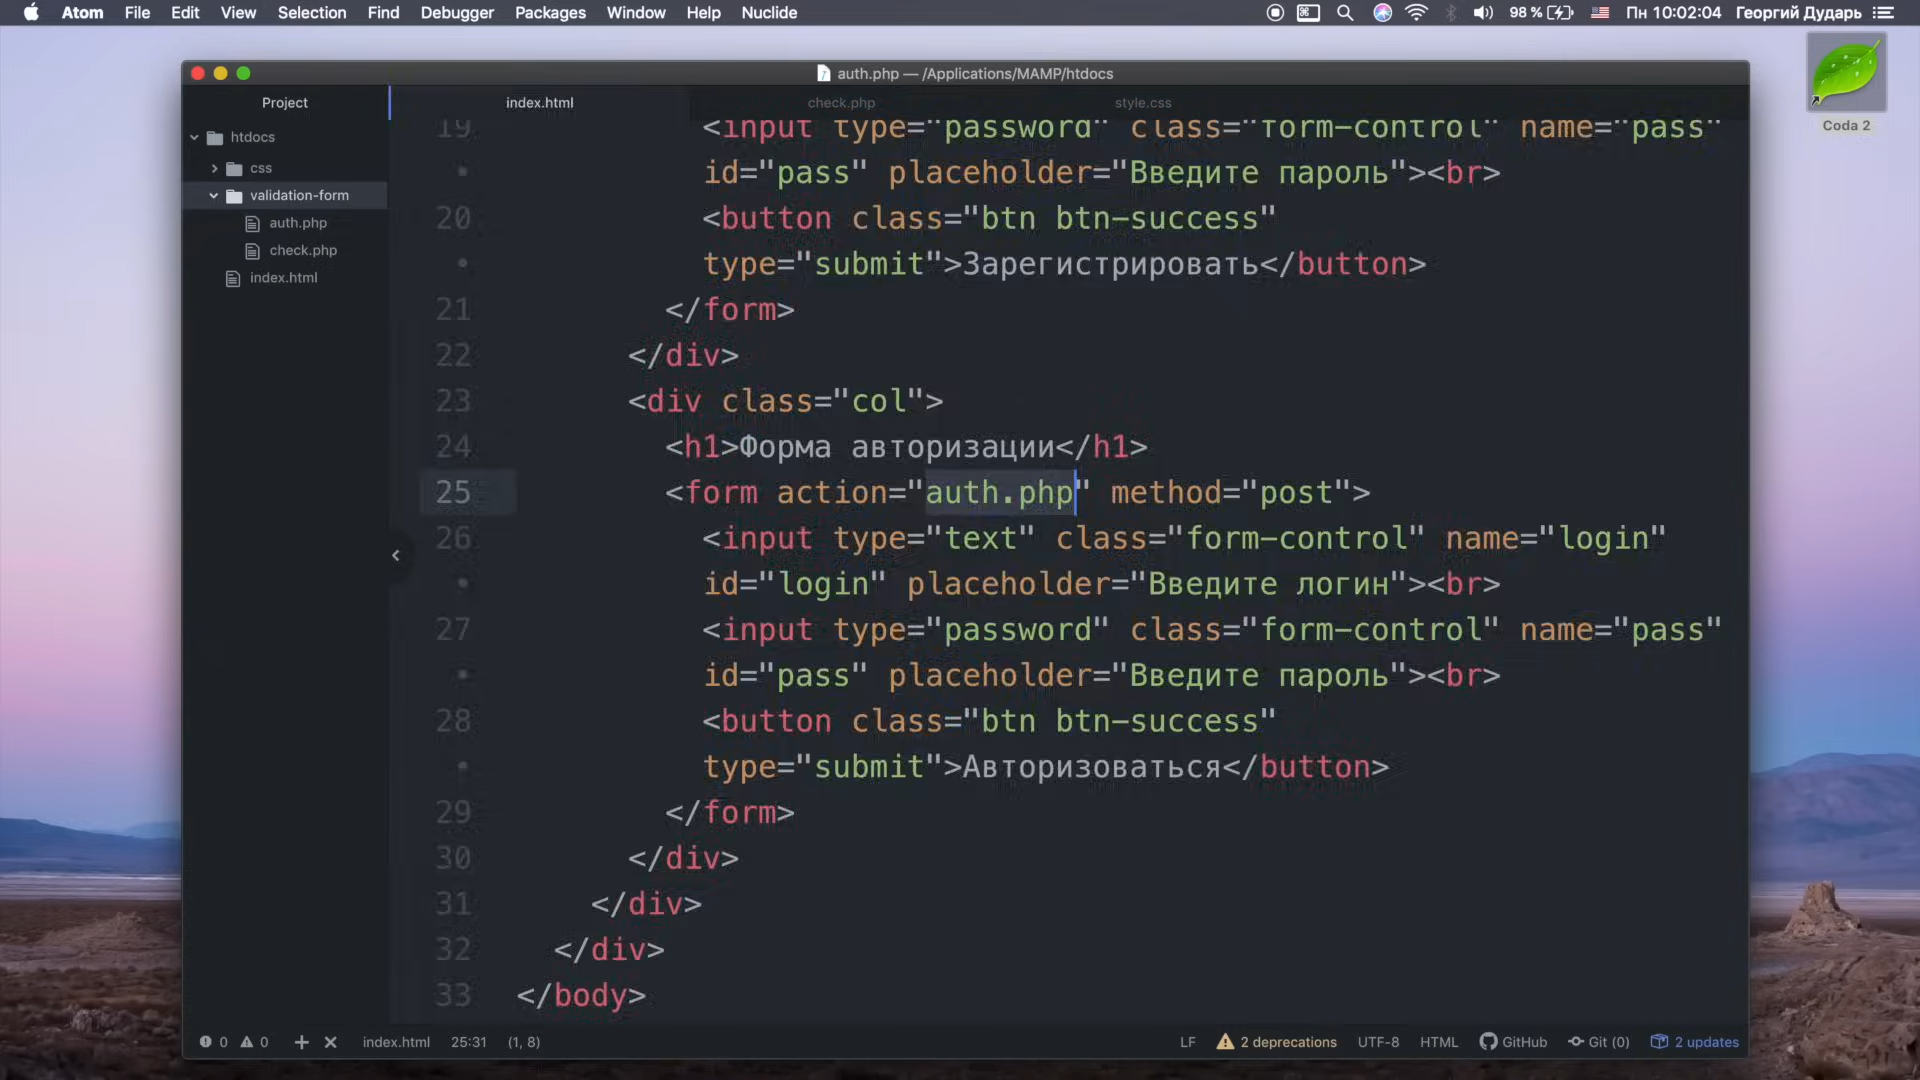 Atom File Edit View Selection Find Debugger Packages Window Help Nuclide 98 % Пн 10:02:04 Георгий Дударь
auth.php — /Applications/MAMP/htdocs
Coda 2
Project
index.html
check.php
style.css
htdocs
css
validation-form
auth.php
check.php
index.html
19 <input type="password" class="form-control" name="pass"
id="pass" placeholder="Введите пароль"><br>
20 <button class="btn btn-success"
type="submit">Зарегистрировать</button>
21 </form>
22 </div>
23 <div class="col">
24 <h1>Форма авторизации</h1>
25 <form action="auth.php" method="post">
26 <input type="text" class="form-control" name="login"
id="login" placeholder="Введите логин"><br>
27 <input type="password" class="form-control" name="pass"
id="pass" placeholder="Введите пароль"><br>
28 <button class="btn btn-success"
type="submit">Авторизоваться</button>
29 </form>
30 </div>
31 </div>
32 </div>
33 </body>
0 0 index.html 25:31 (1, 8) LF 2 deprecations UTF-8 HTML GitHub Git (0) 2 updates